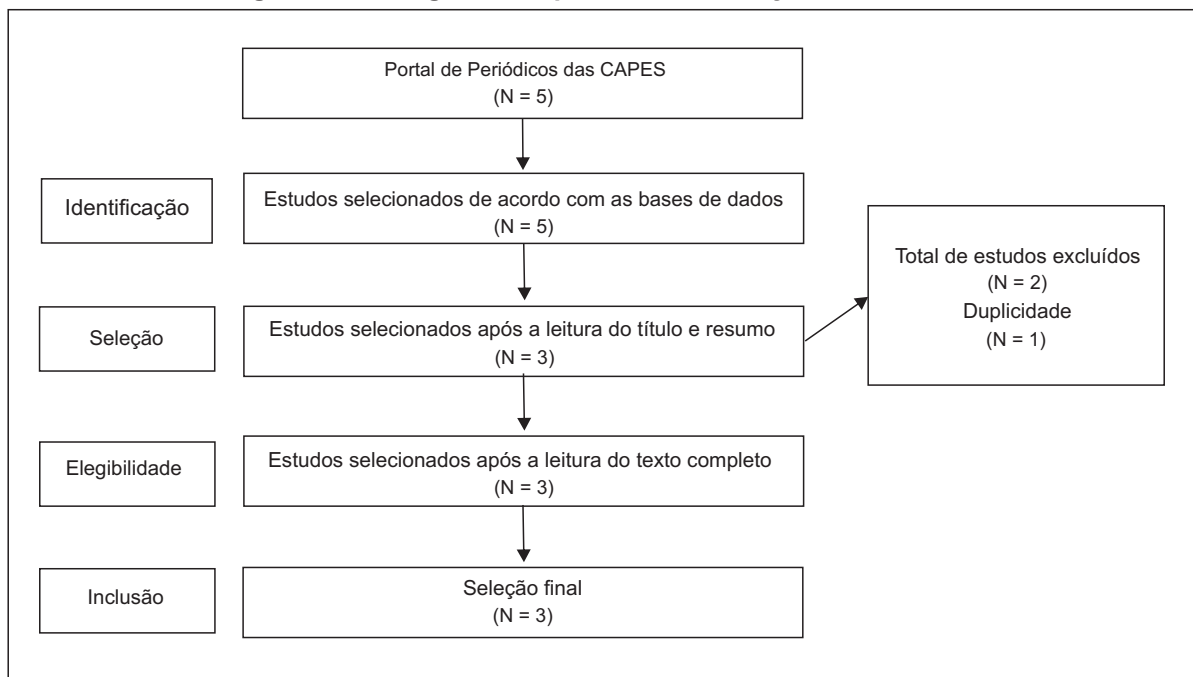 Portal de Periódicos das CAPES
(N = 5)
Identificação
Estudos selecionados de acordo com as bases de dados
(N = 5)
Total de estudos excluídos
(N = 2)
Duplicidade
(N = 1)
Seleção
Estudos selecionados após a leitura do título e resumo
(N = 3)
Elegibilidade
Estudos selecionados após a leitura do texto completo
(N = 3)
Inclusão
Seleção final
(N = 3)